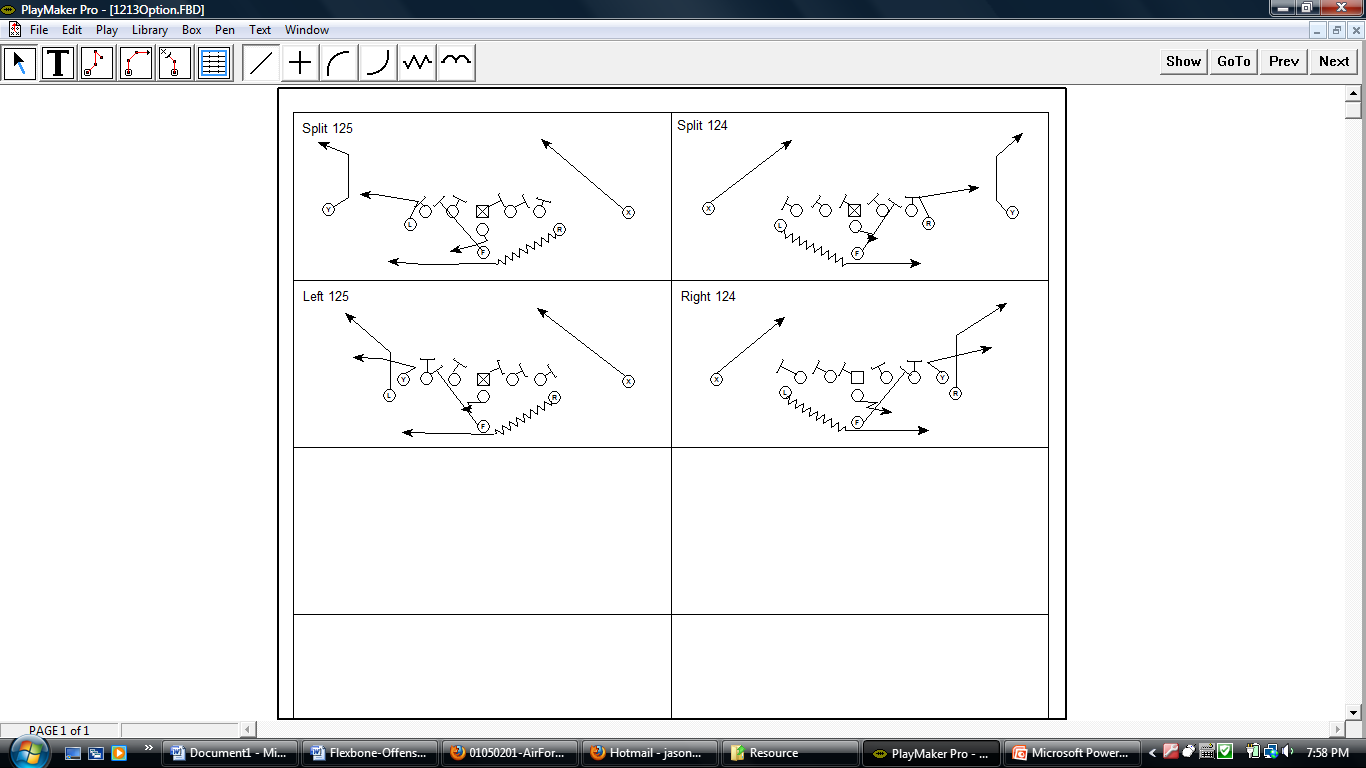 PlayMaker Pro - [1213Option.FBD]
File Edit Play Library Box Pen Text Window
T Show GoTo Prev Next
Split 125
Split 124
Y L F R X
X L F R Y
Left 125
Right 124
L Y F R X
X L F Y R
PAGE 1 of 1
Document1 - Mi... Flexbone-Offens... 01050201-AirFor... Hotmail - jason... Resource PlayMaker Pro - ... Microsoft Power... 7:58 PM